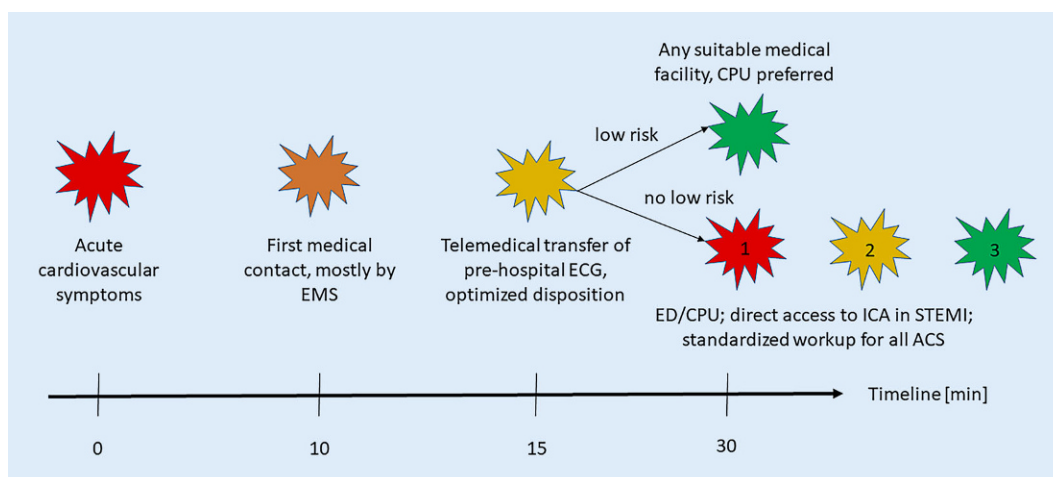 Any suitable medical
facility, CPU preferred
low risk
no low risk
Acute
cardiovascular
symptoms
First medical
contact, mostly by
EMS
Telemedical transfer of
pre-hospital ECG,
optimized disposition
1
2
3
ED/CPU; direct access to ICA in STEMI;
standardized workup for all ACS
Timeline [min]
0
10
15
30